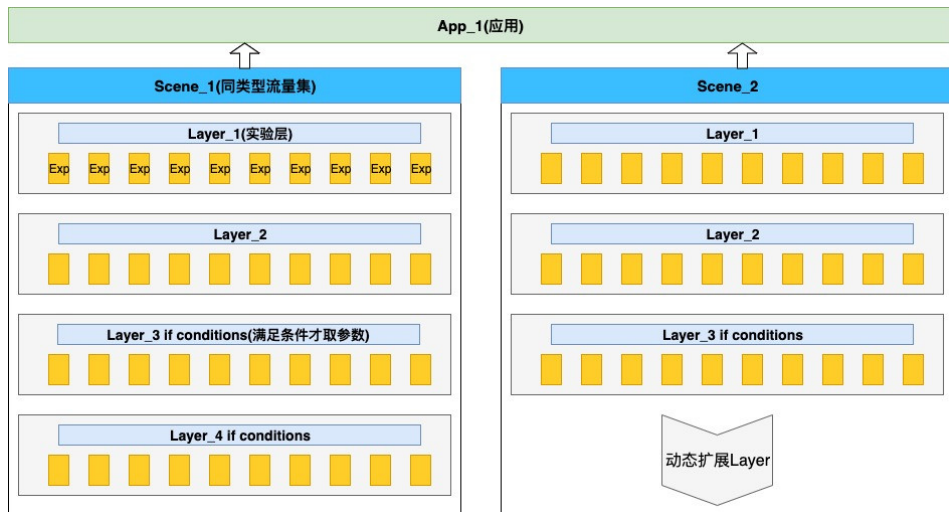 App_1(应用)
Scene_1(同类型流量集)
Layer_1(实验层)
Exp Exp Exp Exp Exp Exp Exp Exp Exp Exp
Layer_2
Layer_3 if conditions(满足条件才取参数)
Layer_4 if conditions
Scene_2
Layer_1
Layer_2
Layer_3 if conditions
动态扩展Layer